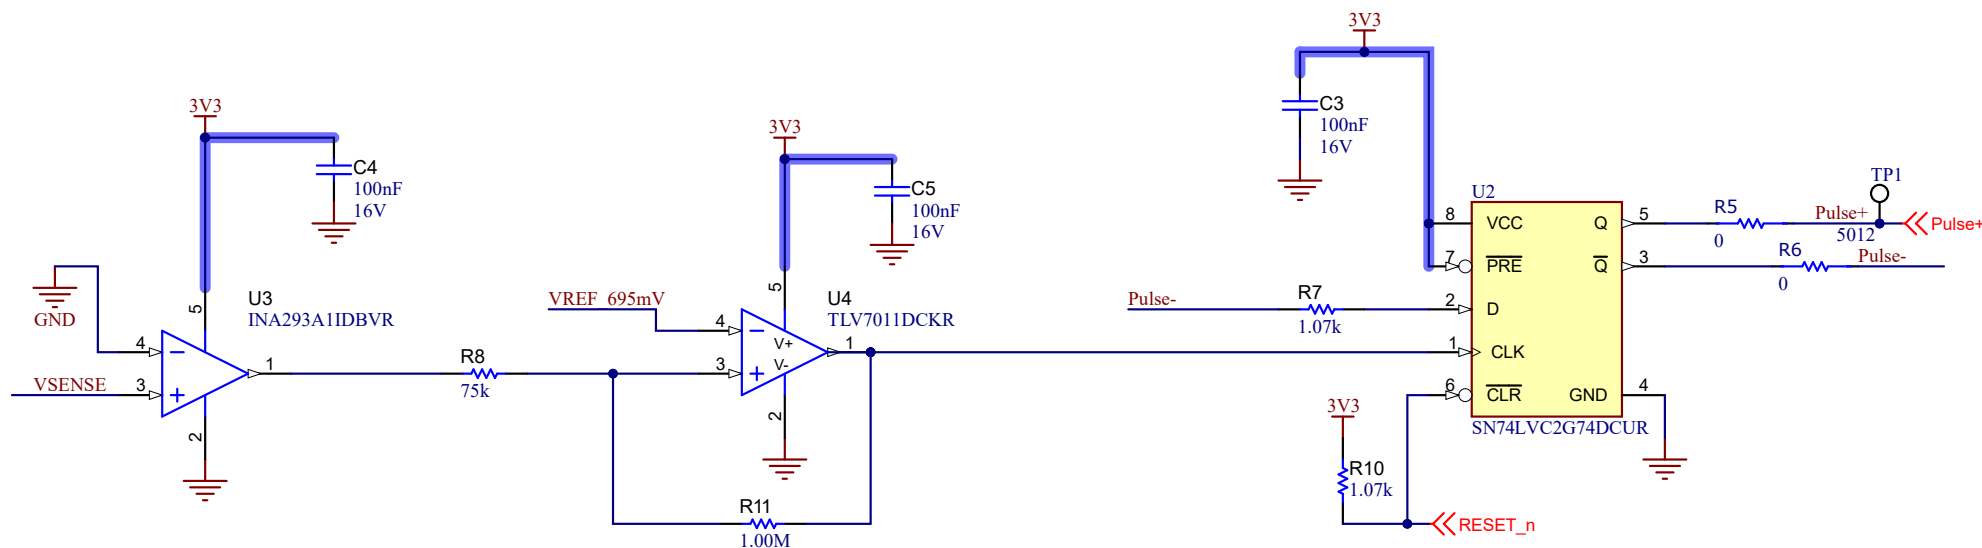 3V3
C4
100nF
16V
5
GND
U3
INA293A1IDBVR
4
1
VSENSE
3
2
R8
75k
3V3
C5
100nF
16V
5
VREF_695mV
U4
TLV7011DCKR
4
V+
1
3
V-
2
R11
1.00M
3V3
C3
100nF
16V
U2
8
VCC
Q
5
7
PRE
Q
3
2
D
1
CLK
6
CLR
GND
4
SN74LVC2G74DCUR
Pulse-
R7
1.07k
3V3
R10
1.07k
RESET_n
R5
0
Pulse+
TP1
5012
Pulse+
R6
0
Pulse-